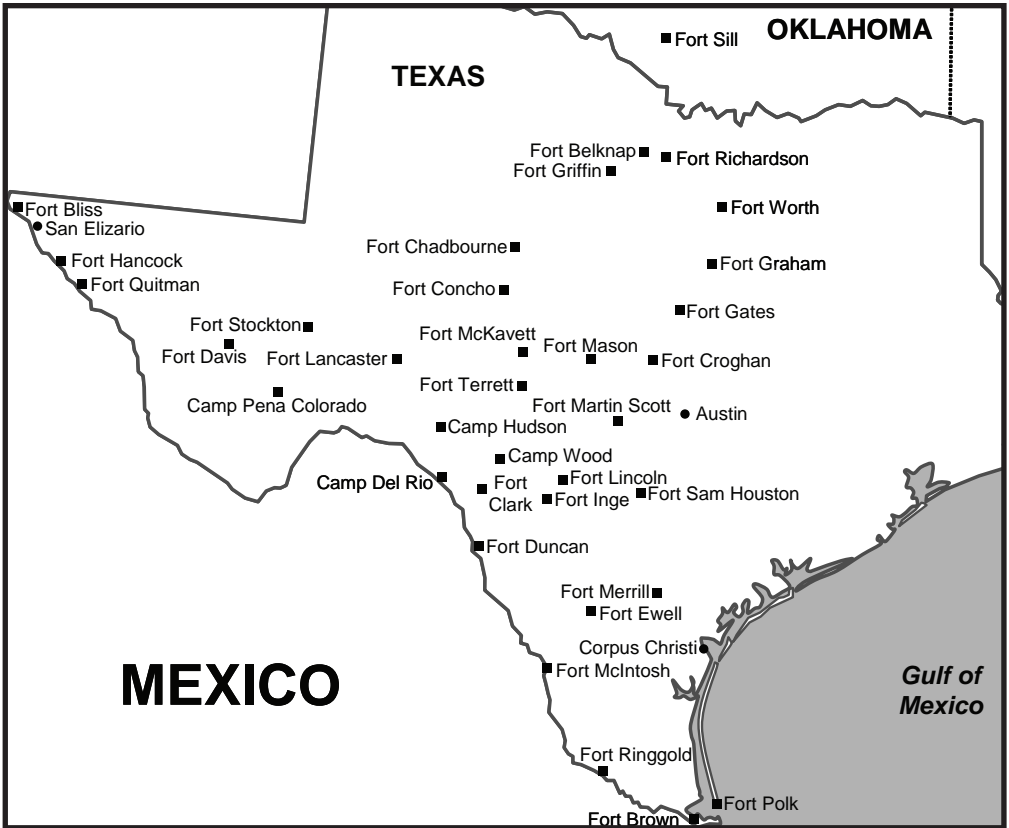 OKLAHOMA
Fort Sill
TEXAS
Fort Belknap
Fort Richardson
Fort Griffin
Fort Bliss
Fort Worth
San Elizario
Fort Chadbourne
Fort Hancock
Fort Graham
Fort Quitman
Fort Concho
Fort Gates
Fort Stockton
Fort McKavett
Fort Mason
Fort Davis
Fort Lancaster
Fort Croghan
Fort Terrett
Camp Pena Colorado
Fort Martin Scott
Austin
Camp Hudson
Camp Wood
Camp Del Rio
Fort
Clark
Fort Lincoln
Fort Inge
Fort Sam Houston
Fort Duncan
Fort Merrill
Fort Ewell
Corpus Christi
Fort McIntosh
MEXICO
Gulf of
Mexico
Fort Ringgold
Fort Polk
Fort Brown